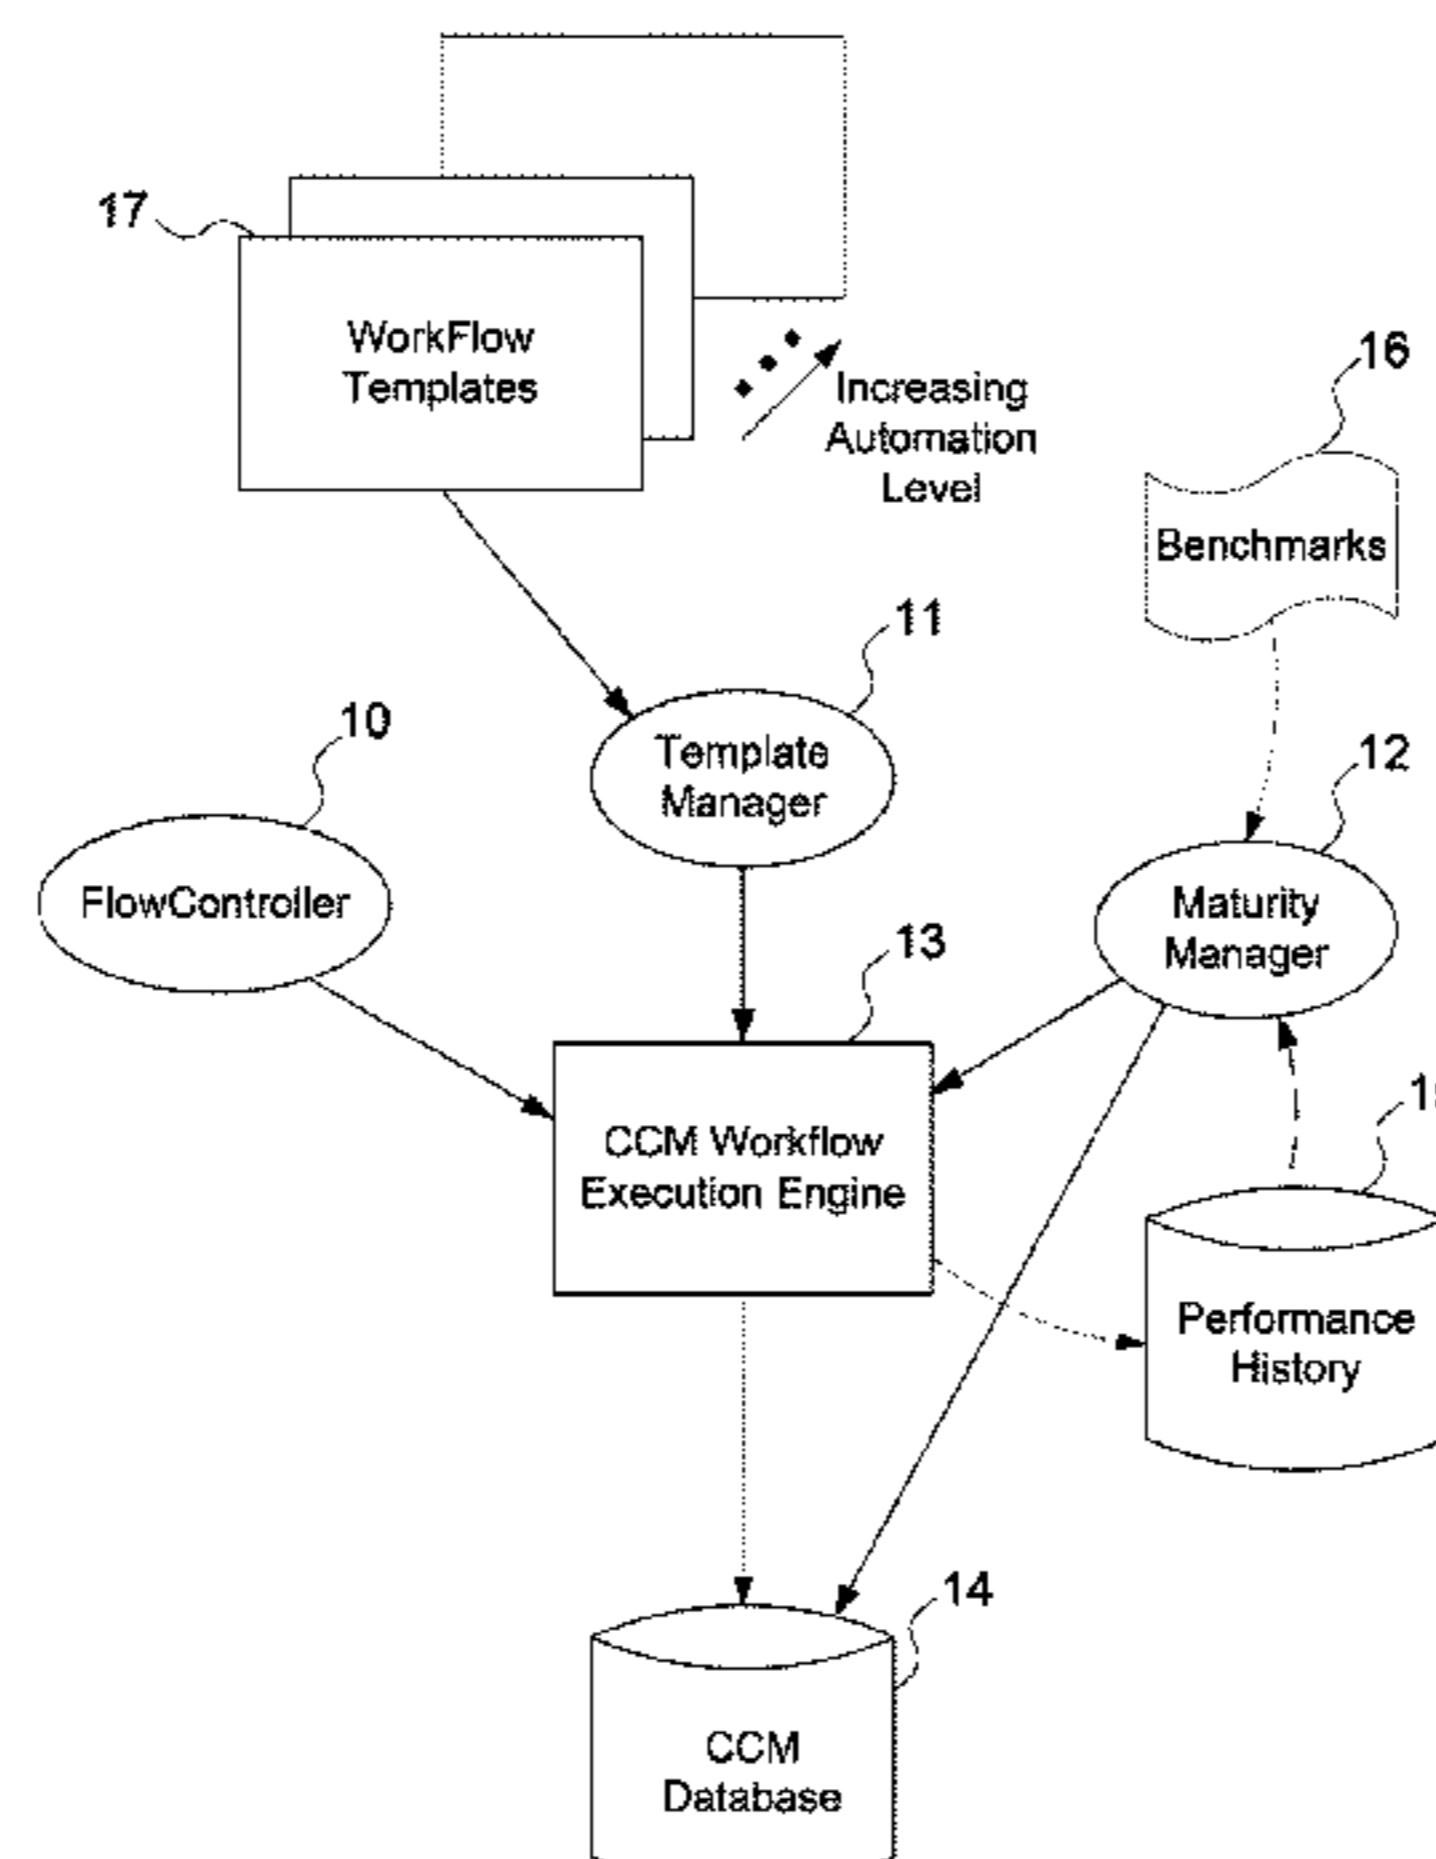 17
WorkFlow
Templates
Increasing
Automation
Level
16
Benchmarks
11
Template
Manager
10
FlowController
12
Maturity
Manager
13
CCM Workflow
Execution Engine
Performance
History
14
CCM
Database